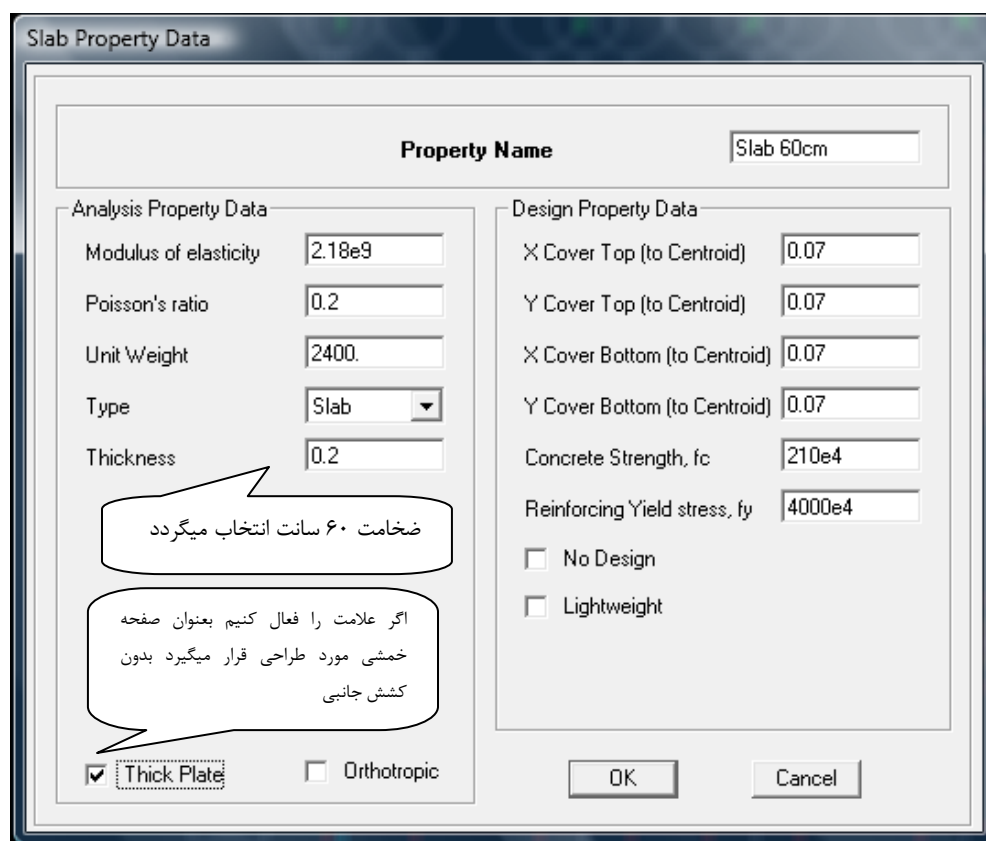 Slab Property Data
Property Name
Slab 60cm
Analysis Property Data
Modulus of elasticity 2.18e9
Poisson's ratio 0.2
Unit Weight 2400.
Type Slab
Thickness 0.2
ضخامت ۶۰ سانت انتخاب میگردد
اگر علامت را فعال کنیم بعنوان صفحه
خمشی مورد طراحی قرار میگیرد بدون
کشش جانبی
Thick Plate
Orthotropic
Design Property Data
X Cover Top (to Centroid) 0.07
Y Cover Top (to Centroid) 0.07
X Cover Bottom (to Centroid) 0.07
Y Cover Bottom (to Centroid) 0.07
Concrete Strength, fc 210e4
Reinforcing Yield stress, fy 4000e4
No Design
Lightweight
OK
Cancel